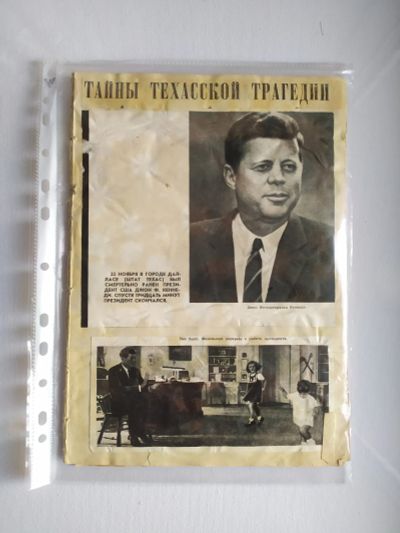 ТАЙНЫ ТЕХАССКОЙ ТРАГЕДИИ
22 НОЯБРЯ В ГОРОДЕ ДАЛ-
ЛАСЕ (ШТАТ ТЕХАС) БЫЛ
СМЕРТЕЛЬНО РАНЕН ПРЕЗИ-
ДЕНТ США ДЖОН Ф. КЕННЕ-
ДИ. СПУСТЯ ТРИДЦАТЬ МИНУТ
ПРЕЗИДЕНТ СКОНЧАЛСЯ.
Джон Фитцджеральд Кеннеди.